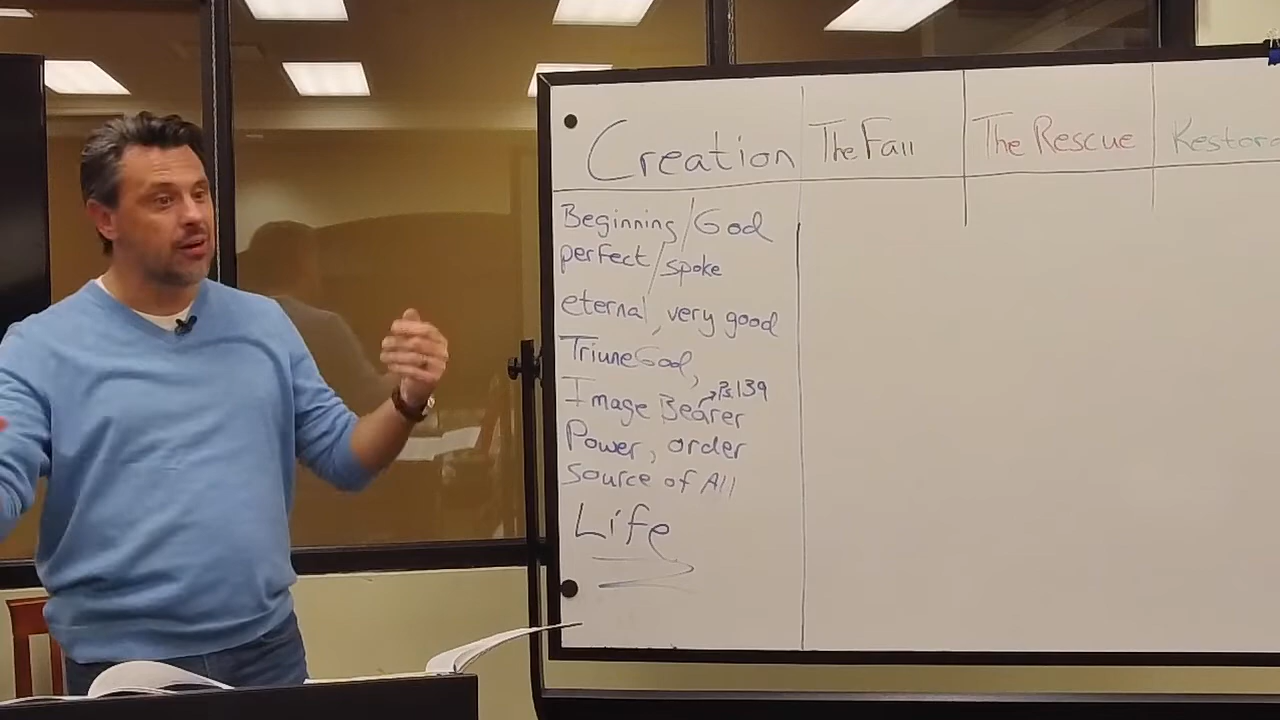 Creation The Fall The Rescue Restora
Beginning/God
perfect/spoke
eternal, very good
Triune God,
Image Bearer → Ps.139
Power, order
Source of All
Life